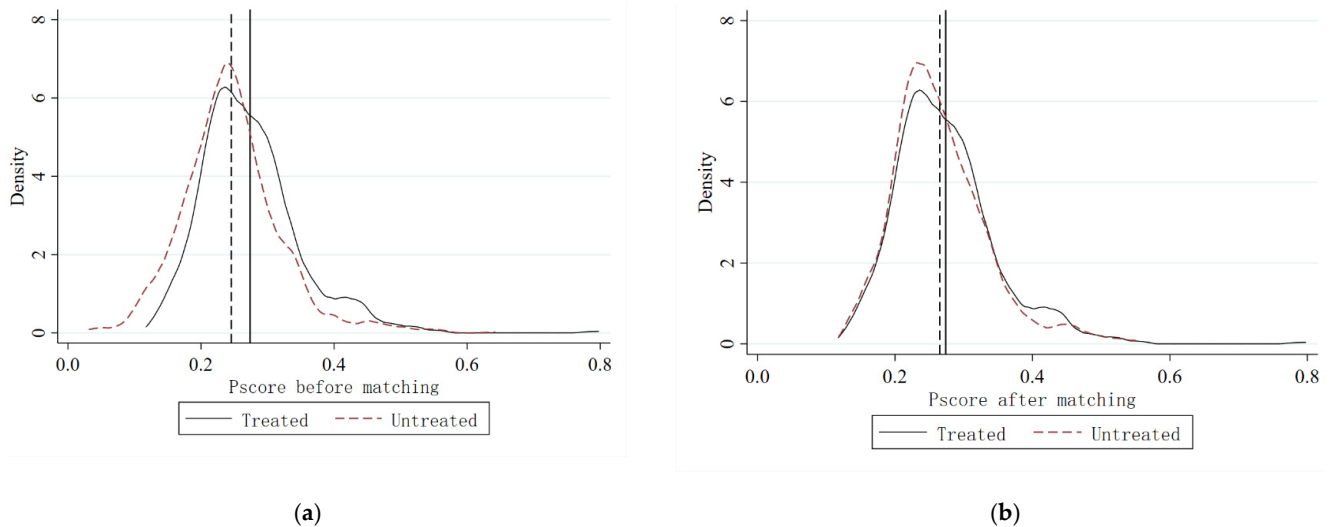 8
6
4
2
0
Density
0.0 0.2 0.4 0.6 0.8
Pscore before matching
Treated Untreated
(a)
8
6
4
2
0
Density
0.0 0.2 0.4 0.6 0.8
Pscore after matching
Treated Untreated
(b)